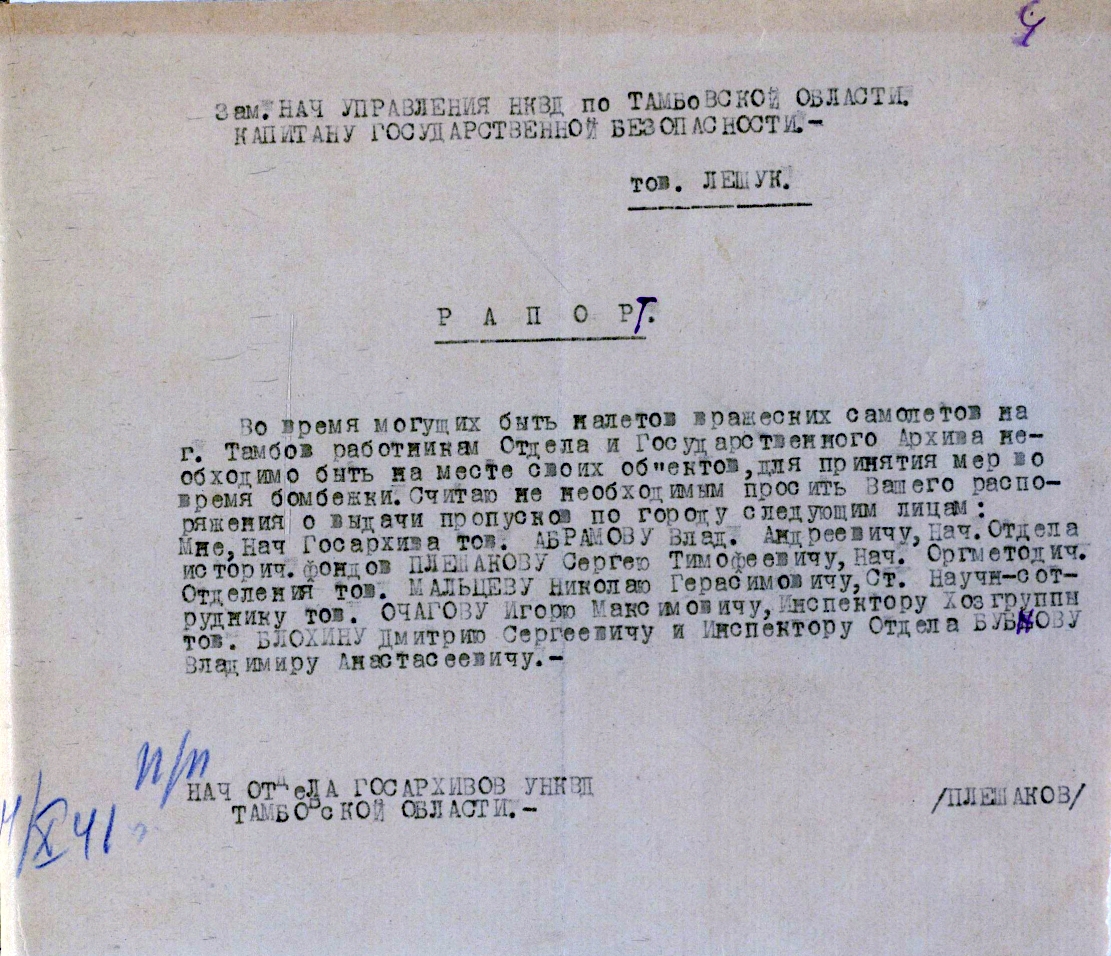 Зам. НАЧ УПРАВЛЕНИЯ НКВД по ТАМБоВСКОЙ ОБЛАСТИ.
КАПИТАНУ ГОСУДАРСТВЕННОЙ БЕЗОПАСНОСТИ.-
тов. ЛЕЩУК.
Р А П О Р Т.
Во время могущих быть налетов вражеских самолетов на
г. Тамбов работникам Отдела и Государственного Архива не-
обходимо быть на месте своих об"ектов,для принятия мер во
время бомбежки.Считаю не необходимым просить Вашего распо-
ряжения о выдачи пропусков по городу следующим лицам:
Мне,Нач Госархива тов. АБРАМОВУ Влад. Андреевичу,Нач.Отдела
историч.фондов ПЛЕШАКОВУ Сергею Тимофеевичу,Нач. Оргметодич.
Отделения тов. МАЛЬЦЕВУ Николаю Герасимовичу,Ст. Научн-сот-
руднику тов. ОЧАГОВУ Игорю Максимовичу,Инспектору Хозгруппы
тов. БЛОХИНУ Дмитрию Сергеевичу и Инспектору Отдела БУБНОВУ
Владимиру Анастасеевичу.-
п/п
НАЧ ОТдеЛА ГОСАРХИВОВ УНКВД
ТАМБОВсКОЙ ОБЛАСТИ.-
/ПЛЕШАКОВ/
/X 41